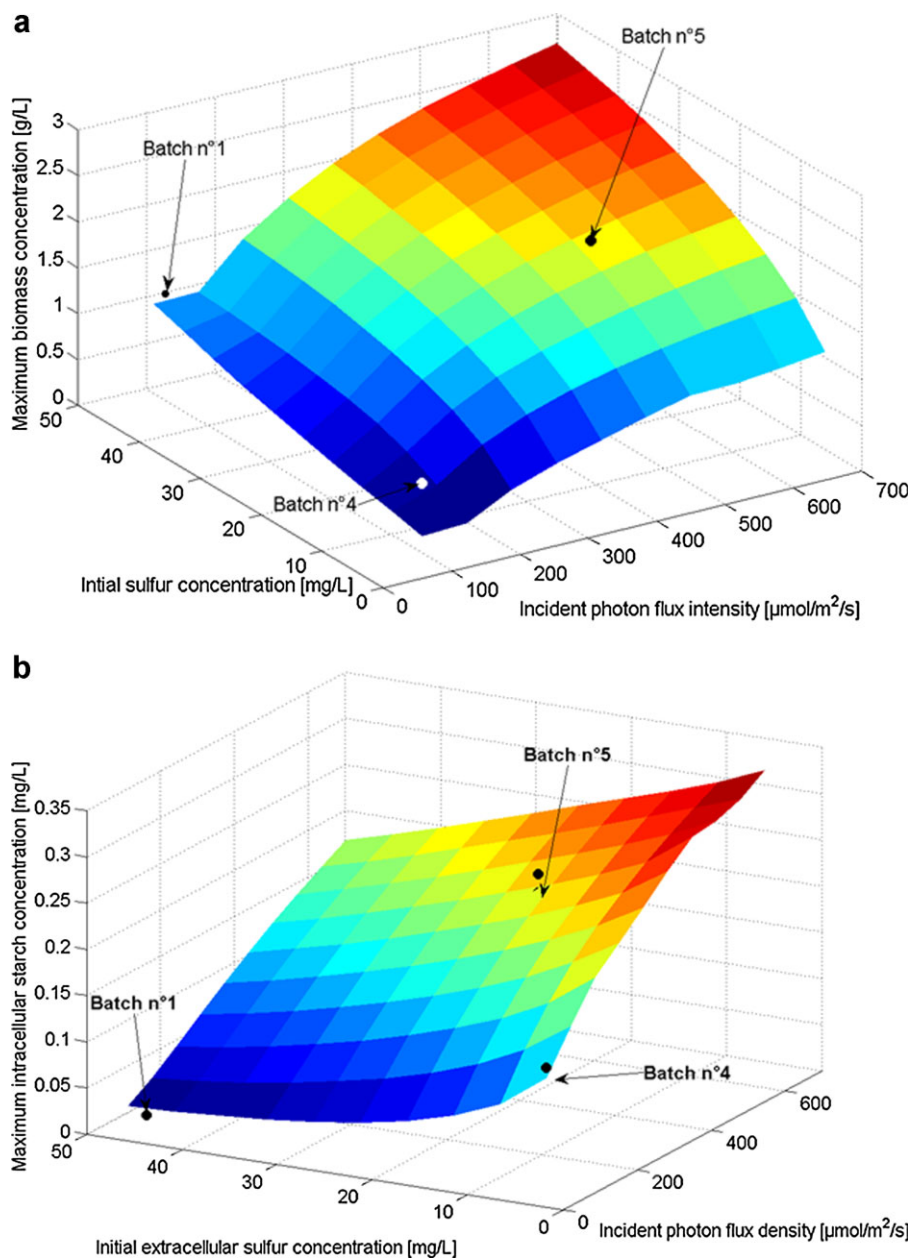 a
Batch n°5
Batch n°1
Batch n°4
Maximum biomass concentration [g/L]
3
2.5
2
1.5
1
0.5
0
50
40
30
20
10
0
0
100
200
300
400
500
600
700
Intial sulfur concentration [mg/L]
Incident photon flux intensity [µmol/m²/s]
b
Batch n°5
Batch n°1
Batch n°4
Maximum intracellular starch concentration [mg/L]
0.35
0.3
0.25
0.2
0.15
0.1
0.05
0
50
40
30
20
10
0
0
200
400
600
Initial extracellular sulfur concentration [mg/L]
Incident photon flux density [µmol/m²/s]